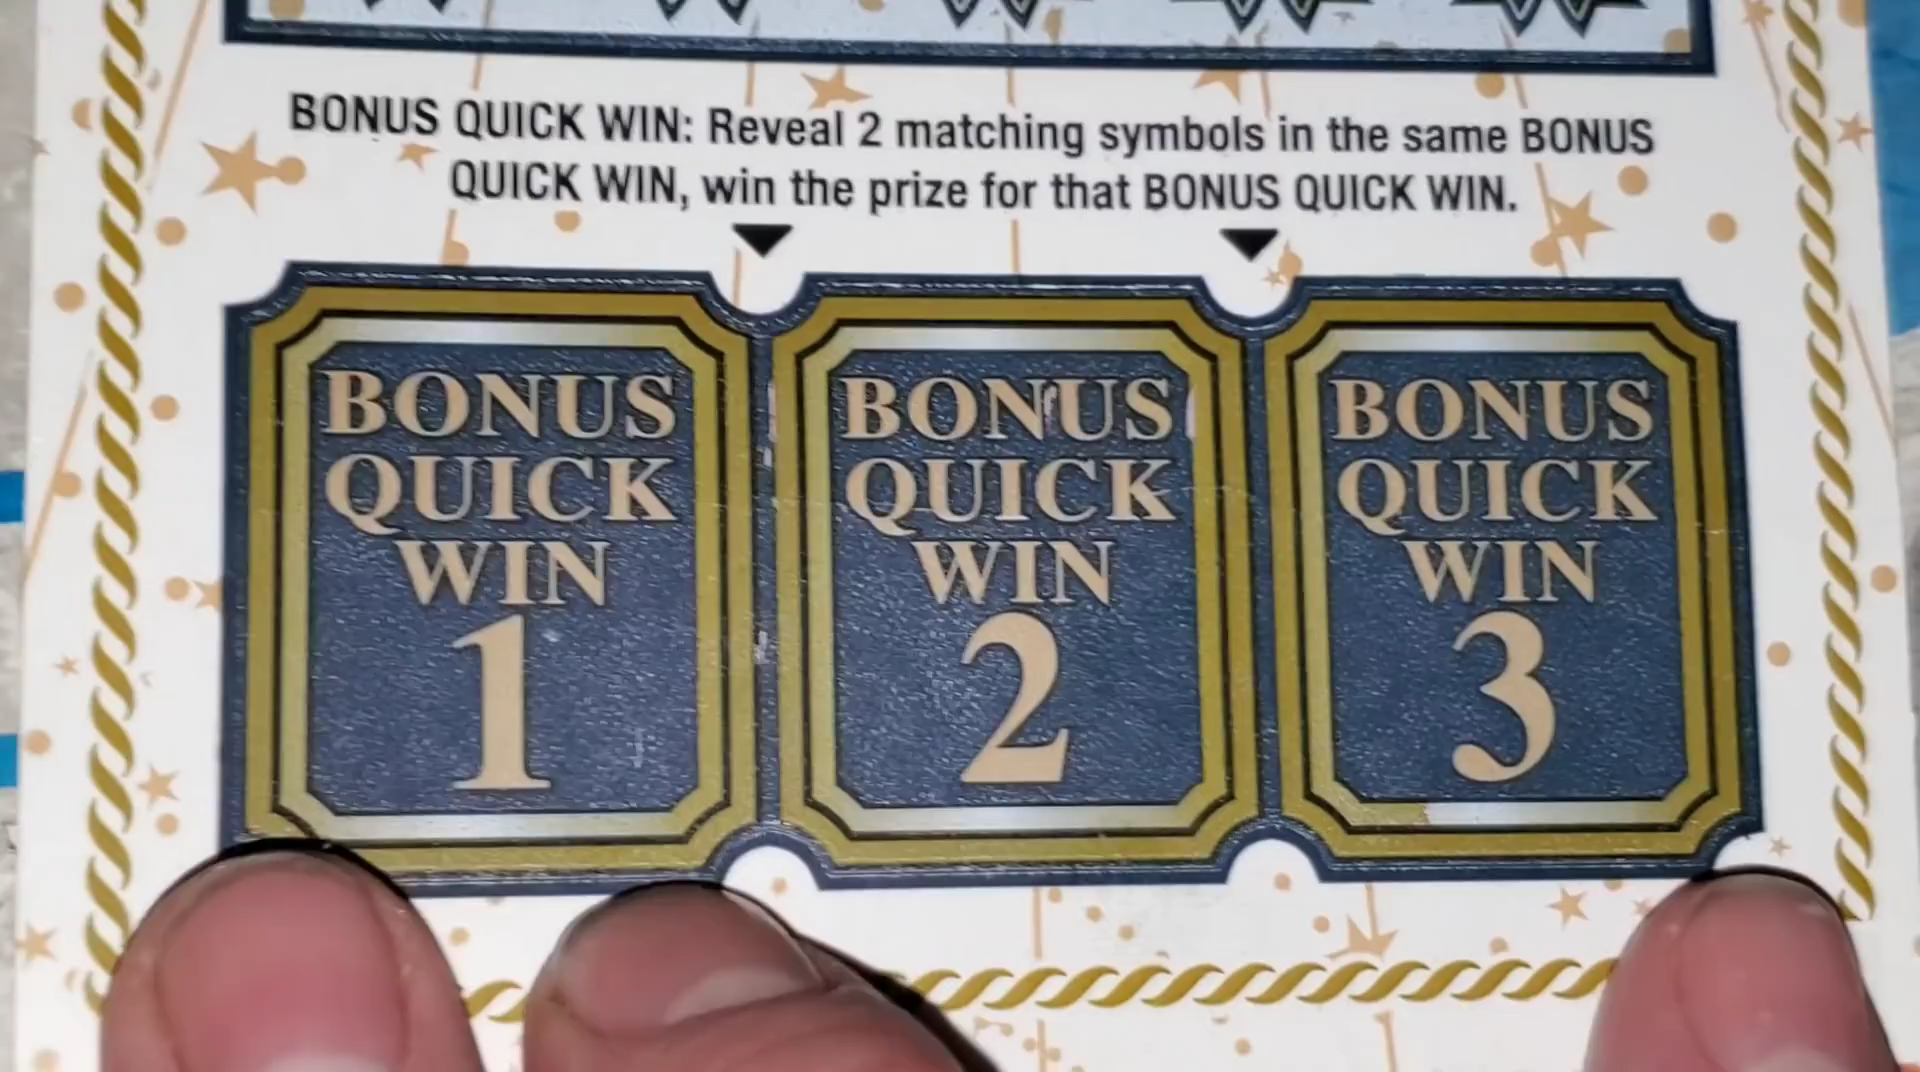 BONUS QUICK WIN: Reveal 2 matching symbols in the same BONUS
QUICK WIN, win the prize for that BONUS QUICK WIN.
BONUS
QUICK
WIN
1
BONUS
QUICK
WIN
2
BONUS
QUICK
WIN
3